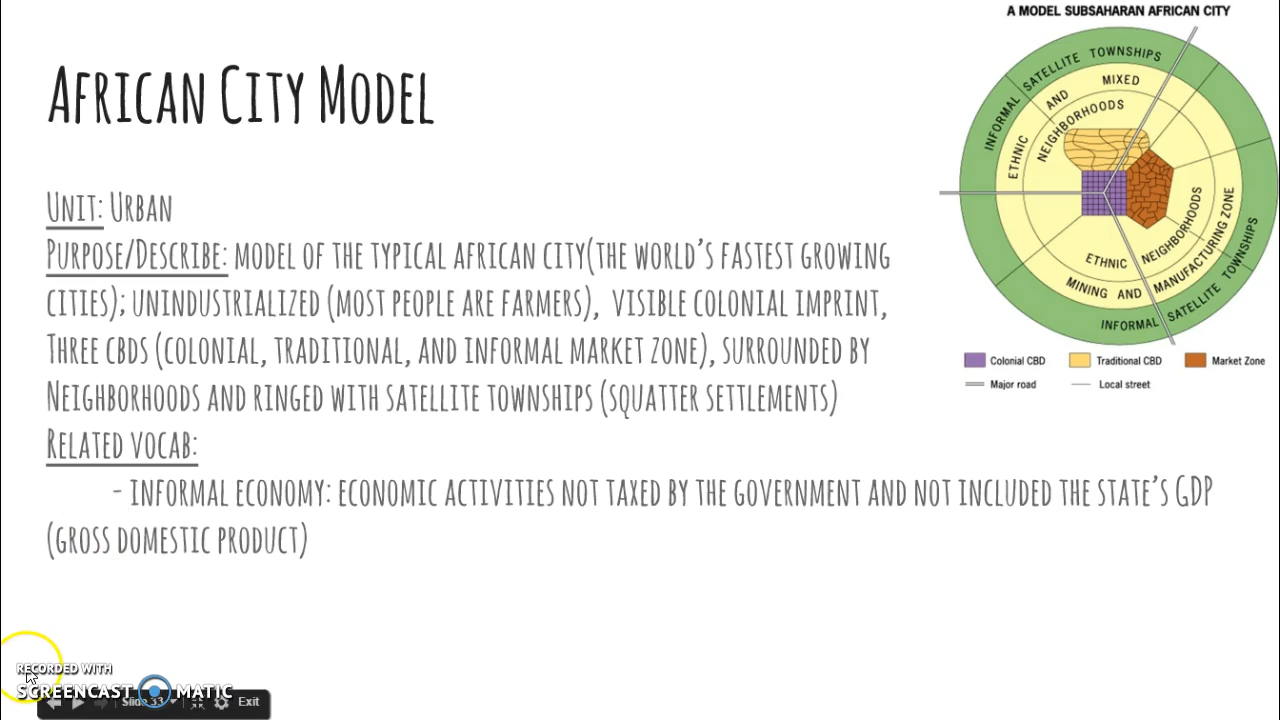 A MODEL SUBSAHARAN AFRICAN CITY
AFRICAN CITY MODEL
UNIT: URBAN
PURPOSE/DESCRIBE: MODEL OF THE TYPICAL AFRICAN CITY(THE WORLD'S FASTEST GROWING
CITIES); UNINDUSTRIALIZED (MOST PEOPLE ARE FARMERS), VISIBLE COLONIAL IMPRINT,
THREE CBDS (COLONIAL, TRADITIONAL, AND INFORMAL MARKET ZONE), SURROUNDED BY
NEIGHBORHOODS AND RINGED WITH SATELLITE TOWNSHIPS (SQUATTER SETTLEMENTS)
RELATED VOCAB:
- INFORMAL ECONOMY: ECONOMIC ACTIVITIES NOT TAXED BY THE GOVERNMENT AND NOT INCLUDED THE STATE'S GDP
(GROSS DOMESTIC PRODUCT)
INFORMAL SATELLITE TOWNSHIPS
ETHNIC AND MIXED
NEIGHBORHOODS
ETHNIC NEIGHBORHOODS
MINING AND MANUFACTURING ZONE
INFORMAL SATELLITE TOWNSHIPS
Colonial CBD Traditional CBD Market Zone
Major road Local street
RECORDED WITH
SCREENCAST MATIC
Slide 33 Exit